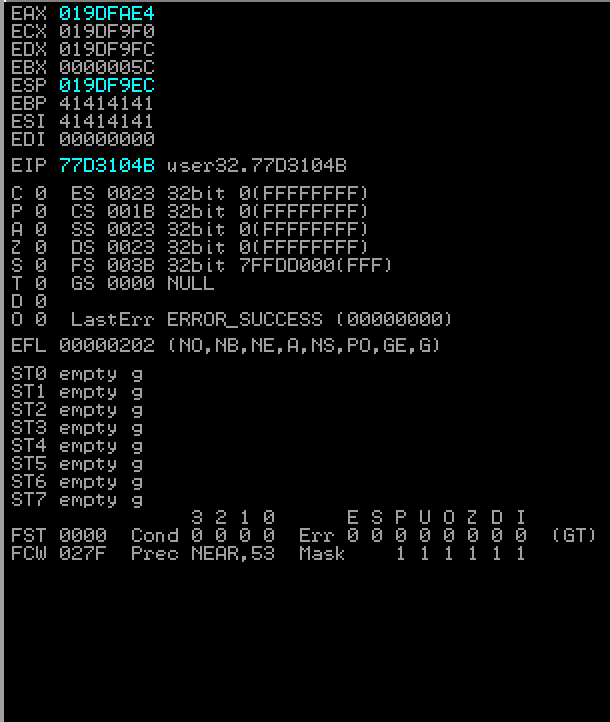 EAX 019DFAE4
ECX 019DF9F0
EDX 019DF9FC
EBX 0000005C
ESP 019DF9EC
EBP 41414141
ESI 41414141
EDI 00000000
EIP 77D3104B user32.77D3104B
C 0  ES 0023 32bit 0(FFFFFFFF)
P 0  CS 001B 32bit 0(FFFFFFFF)
A 0  SS 0023 32bit 0(FFFFFFFF)
Z 0  DS 0023 32bit 0(FFFFFFFF)
S 0  FS 003B 32bit 7FFDD000(FFF)
T 0  GS 0000 NULL
D 0
O 0  LastErr ERROR_SUCCESS (00000000)
EFL 00000202 (NO,NB,NE,A,NS,PO,GE,G)
ST0 empty g
ST1 empty g
ST2 empty g
ST3 empty g
ST4 empty g
ST5 empty g
ST6 empty g
ST7 empty g
3 2 1 0      E S P U O Z D I
FST 0000  Cond 0 0 0 0  Err 0 0 0 0 0 0 0 0  (GT)
FCW 027F  Prec NEAR,53  Mask    1 1 1 1 1 1